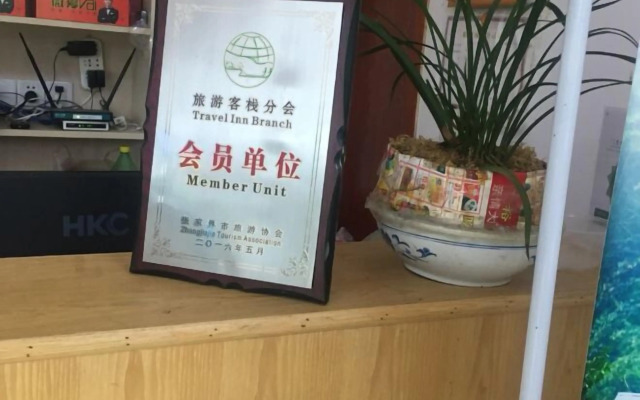 旅游客栈分会
Travel Inn Branch
会员单位
Member Unit
张家界市旅游协会
Zhangjiajie Tourism Association
二〇一六年五月
HKC